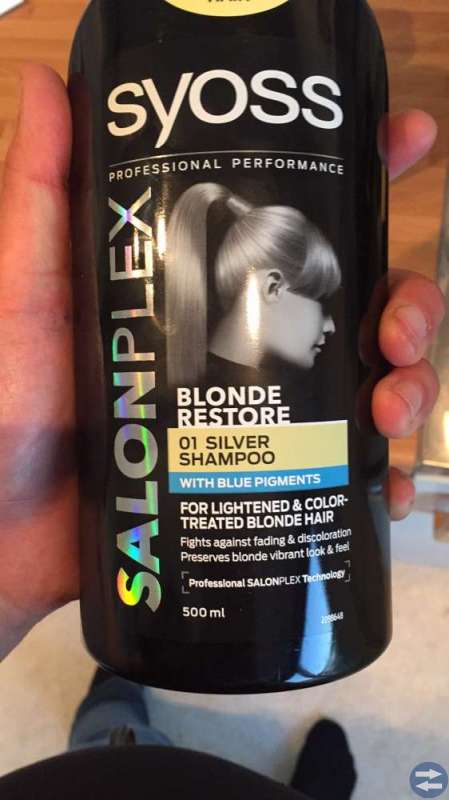 syoss
PROFESSIONAL PERFORMANCE
SALONPLEX
BLONDE
RESTORE
01 SILVER
SHAMPOO
WITH BLUE PIGMENTS
FOR LIGHTENED & COLOR-
TREATED BLONDE HAIR
Fights against fading & discoloration
Preserves blonde vibrant look & feel
Professional SALONPLEX Technology
500 ml